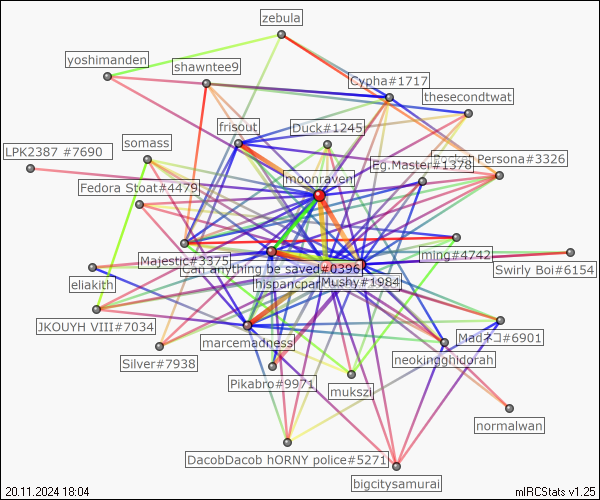 zebula
yoshimanden
shawntee9
Cypha#1717
thesecondtwat
frisout
Duck#1245
somass
LPK2387 #7690
Persona#3326
Eg.Master#1378
moonraven
Fedora Stoat#4479
Majestic#3375
ming#4742
Can anything be saved#0396
Swirly Boi#6154
eliakith
hispancpar
Mushy#1984
JKOUYH VIII#7034
marcemadness
Madネコ#6901
Silver#7938
neokingghidorah
Pikabro#9971
mukszi
normalwan
DacobDacob hORNY police#5271
bigcitysamurai
20.11.2024 18:04
mIRCStats v1.25